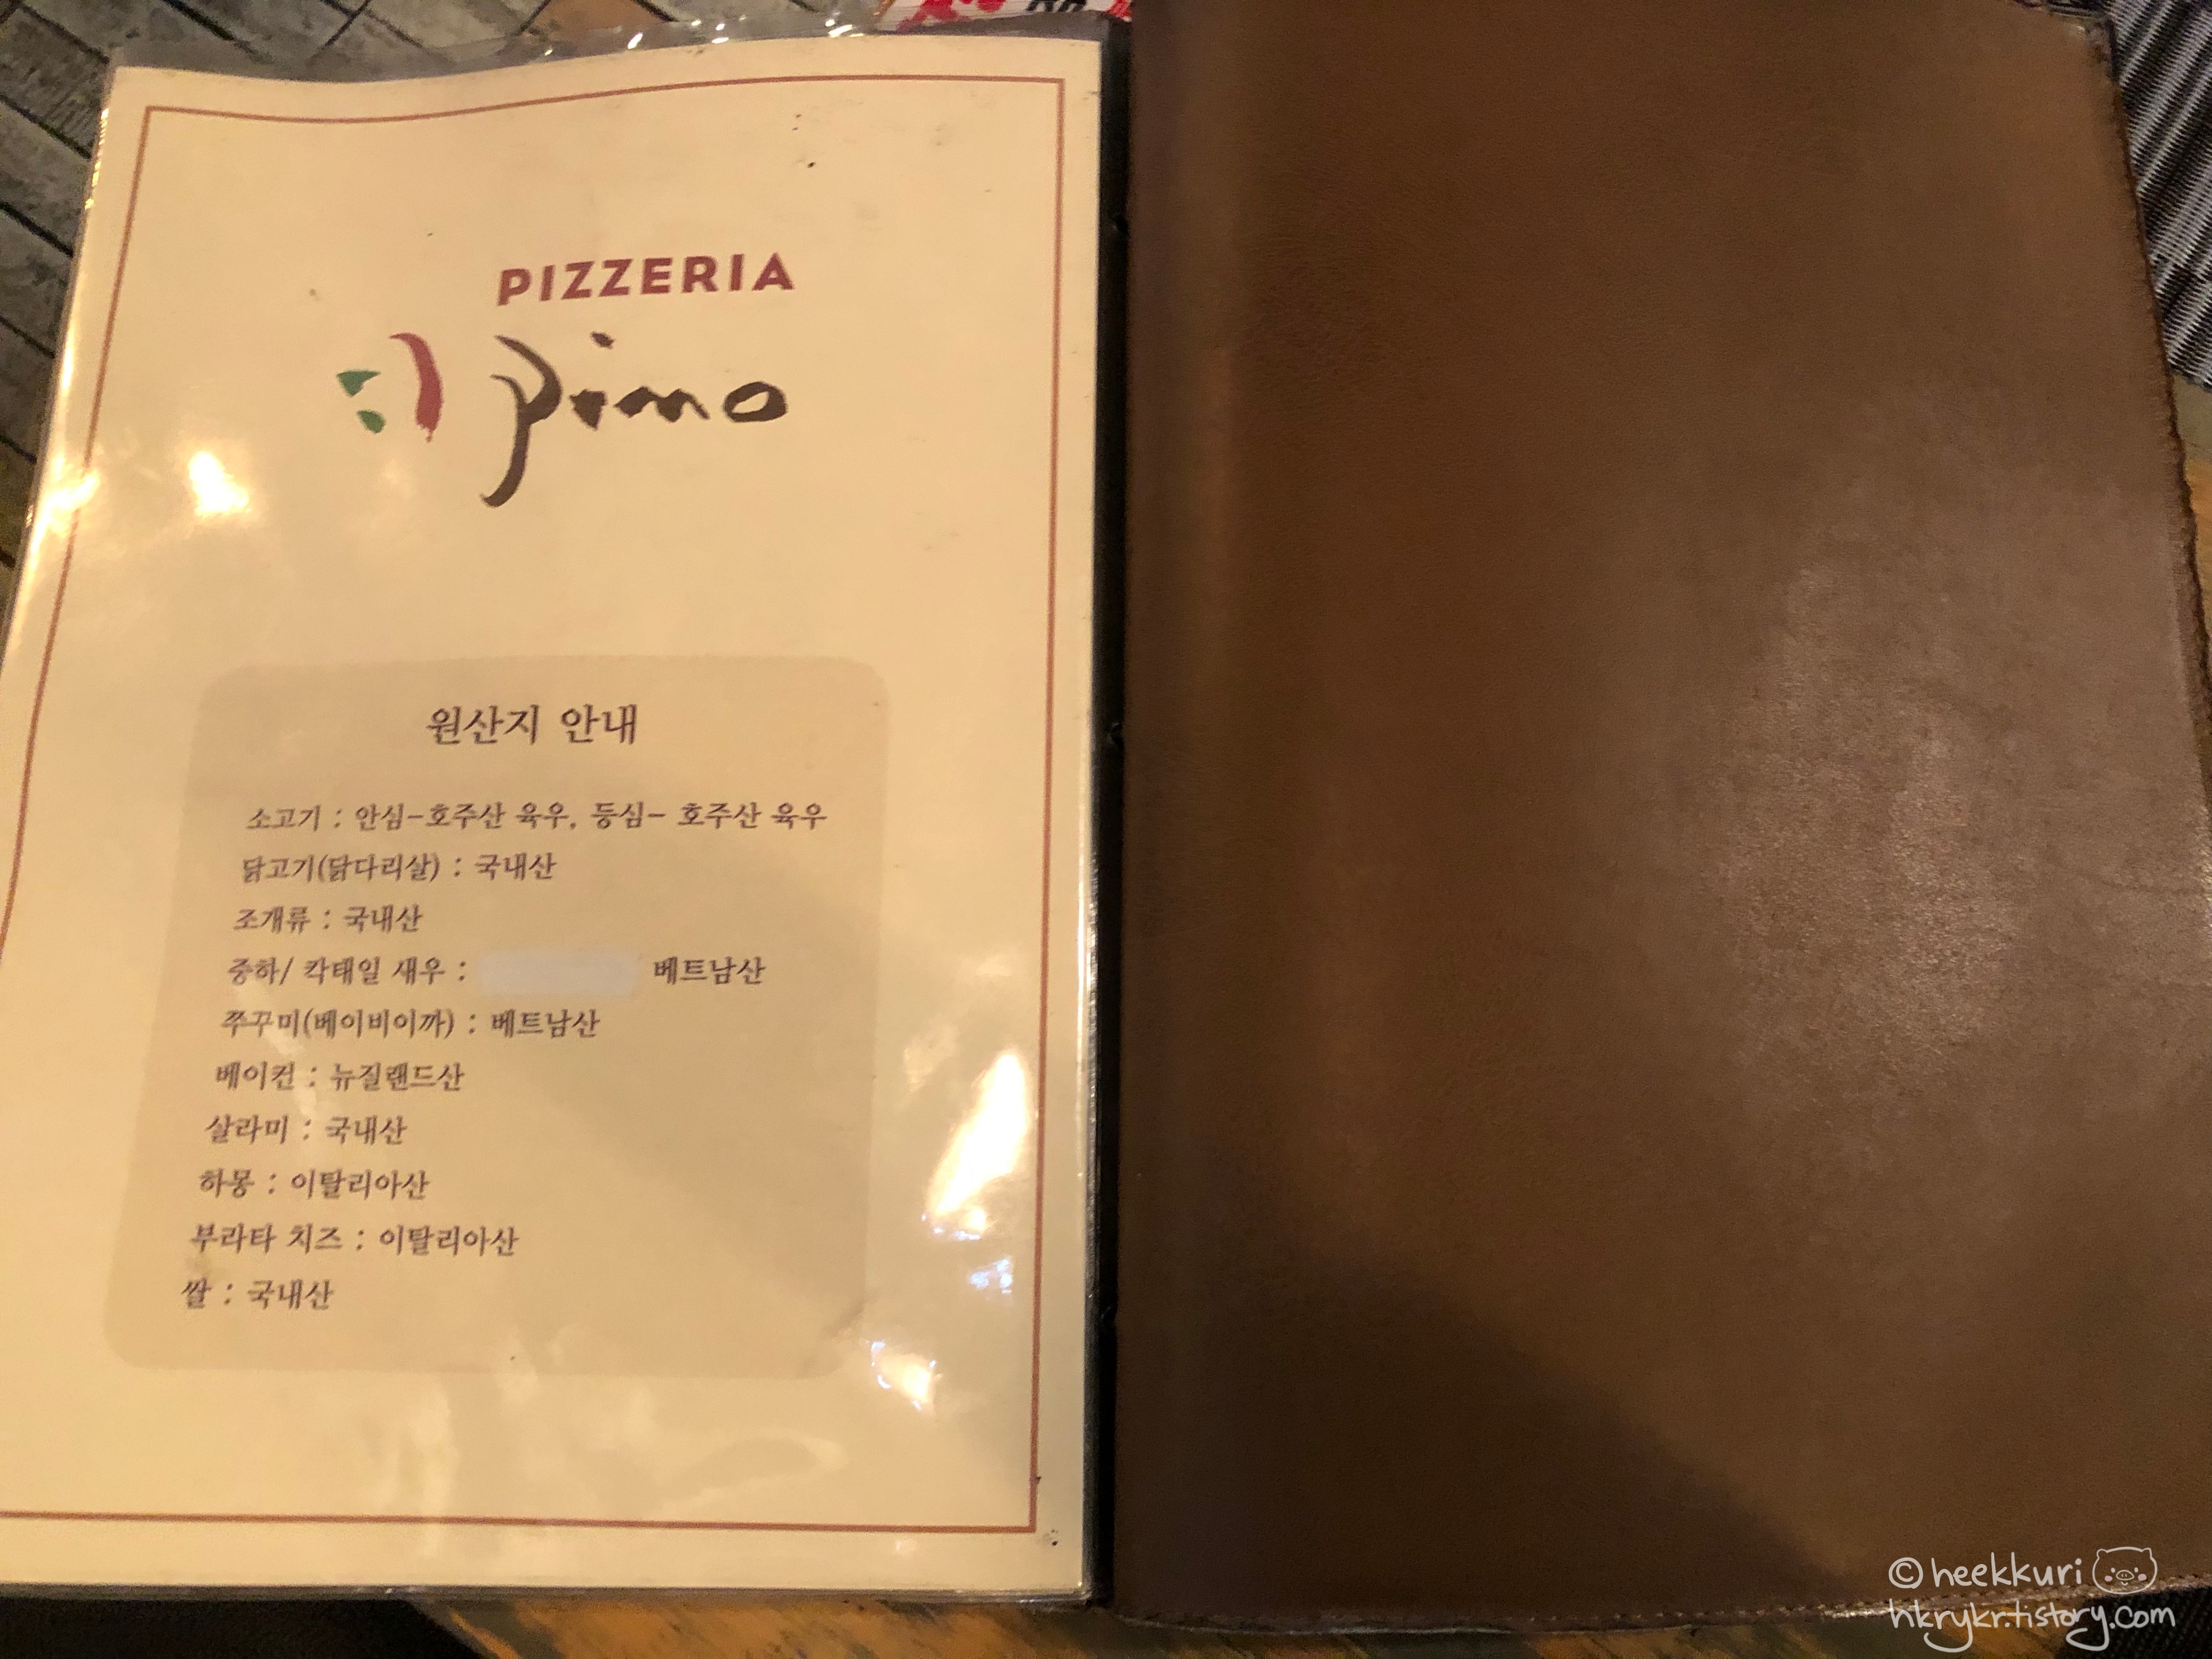 PIZZERIA
il pino
원산지 안내
소고기 : 안심-호주산 육우, 등심- 호주산 육우
닭고기(닭다리살) : 국내산
조개류 : 국내산
중하/ 칵태일 새우 : 베트남산
쭈꾸미(베이비이까) : 베트남산
베이컨 : 뉴질랜드산
살라미 : 국내산
하몽 : 이탈리아산
부라타 치즈 : 이탈리아산
쌀 : 국내산
©heekkuri
hkrykr.tistory.com